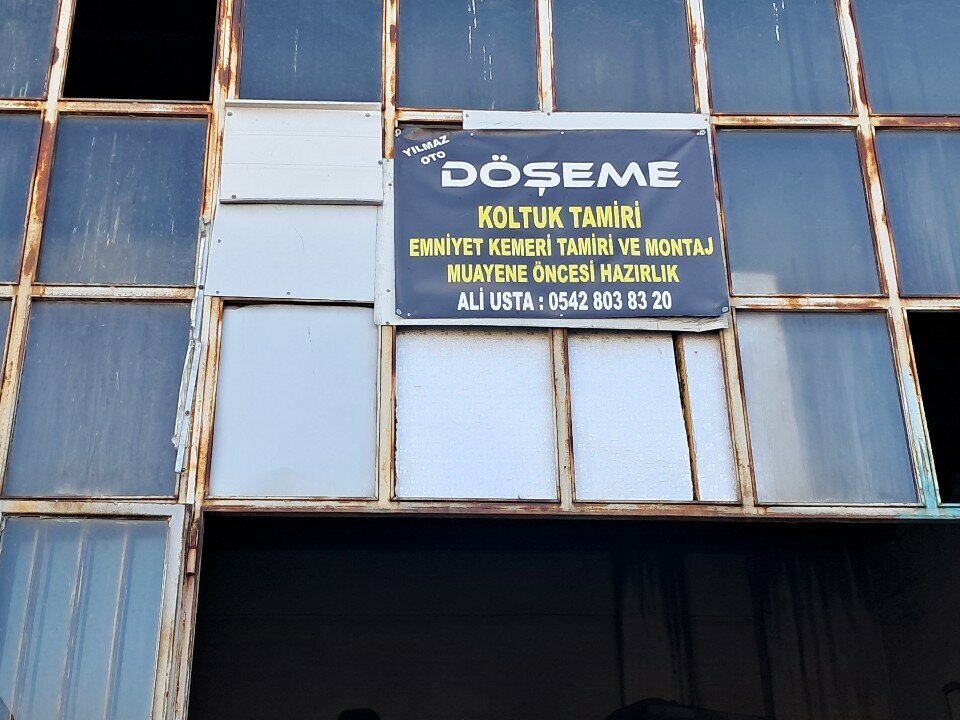 YILMAZ
OTO
DÖŞEME
KOLTUK TAMİRİ
EMNİYET KEMERİ TAMİRİ VE MONTAJ
MUAYENE ÖNCESİ HAZIRLIK
ALİ USTA : 0542 803 83 20